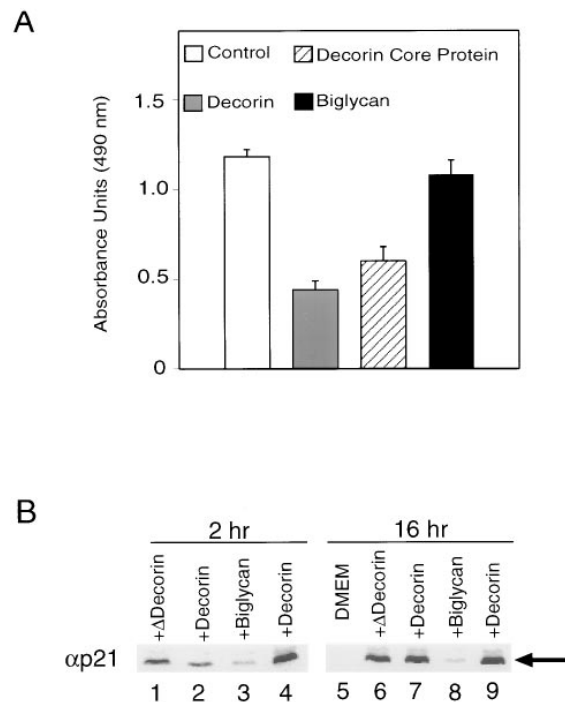 A
Control Decorin Core Protein
Decorin Biglycan
Absorbance Units (490 nm)
1.5
1.0
0.5
0
B
2 hr 16 hr
+ΔDecorin +Decorin +Biglycan +Decorin DMEM +ΔDecorin +Decorin +Biglycan +Decorin
αp21
1 2 3 4 5 6 7 8 9